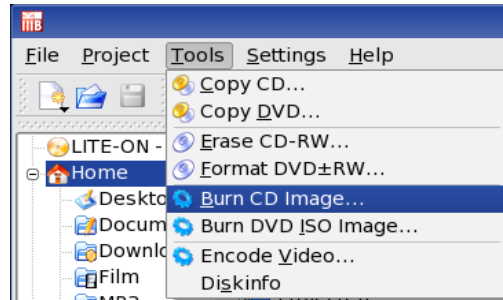 File Project Tools Settings Help
Copy CD...
Copy DVD...
LITE-ON -
Erase CD-RW...
Home
Format DVD±RW...
Deskto
Burn CD Image...
Docum
Burn DVD ISO Image...
Downlo
Encode Video...
Film
Diskinfo
MP3